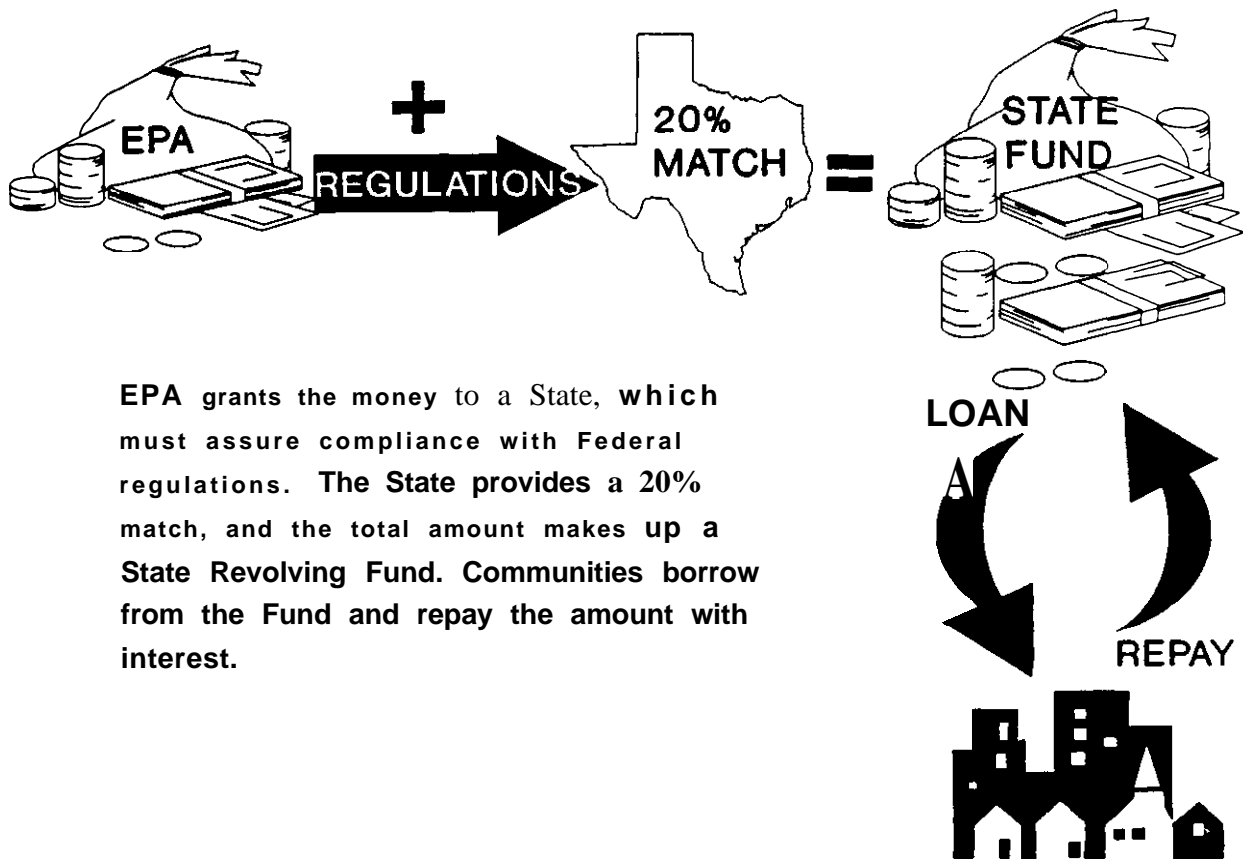 EPA
+
REGULATIONS
20%
MATCH
=
STATE
FUND
EPA grants the money to a State, which
must assure compliance with Federal
regulations. The State provides a 20%
match, and the total amount makes up a
State Revolving Fund. Communities borrow
from the Fund and repay the amount with
interest.
LOAN
A
REPAY